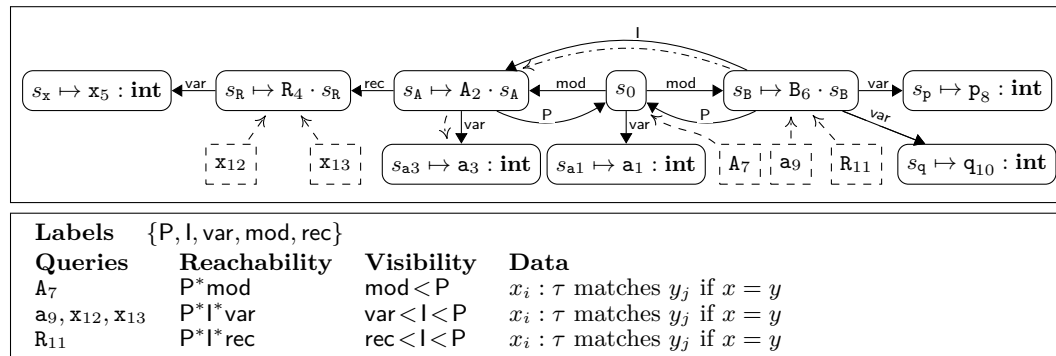 I
s_x ↦ x_5 : int var s_R ↦ R_4 · s_R rec s_A ↦ A_2 · s_A mod s_0 mod s_B ↦ B_6 · s_B var s_p ↦ p_8 : int
var P var P var
x_12 x_13 s_a3 ↦ a_3 : int s_a1 ↦ a_1 : int A_7 a_9 R_11 s_q ↦ q_10 : int
Labels {P, I, var, mod, rec}
Queries Reachability Visibility Data
A_7 P*mod mod < P x_i : τ matches y_j if x = y
a_9, x_12, x_13 P*I*var var < I < P x_i : τ matches y_j if x = y
R_11 P*I*rec rec < I < P x_i : τ matches y_j if x = y